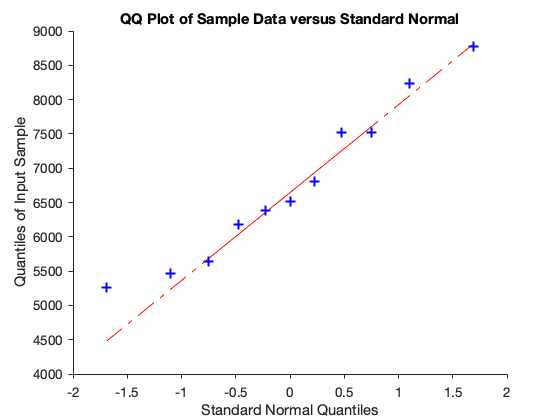 QQ Plot of Sample Data versus Standard Normal
9000
8500
8000
7500
7000
6500
6000
5500
5000
4500
4000
Quantiles of Input Sample
-2 -1.5 -1 -0.5 0 0.5 1 1.5 2
Standard Normal Quantiles